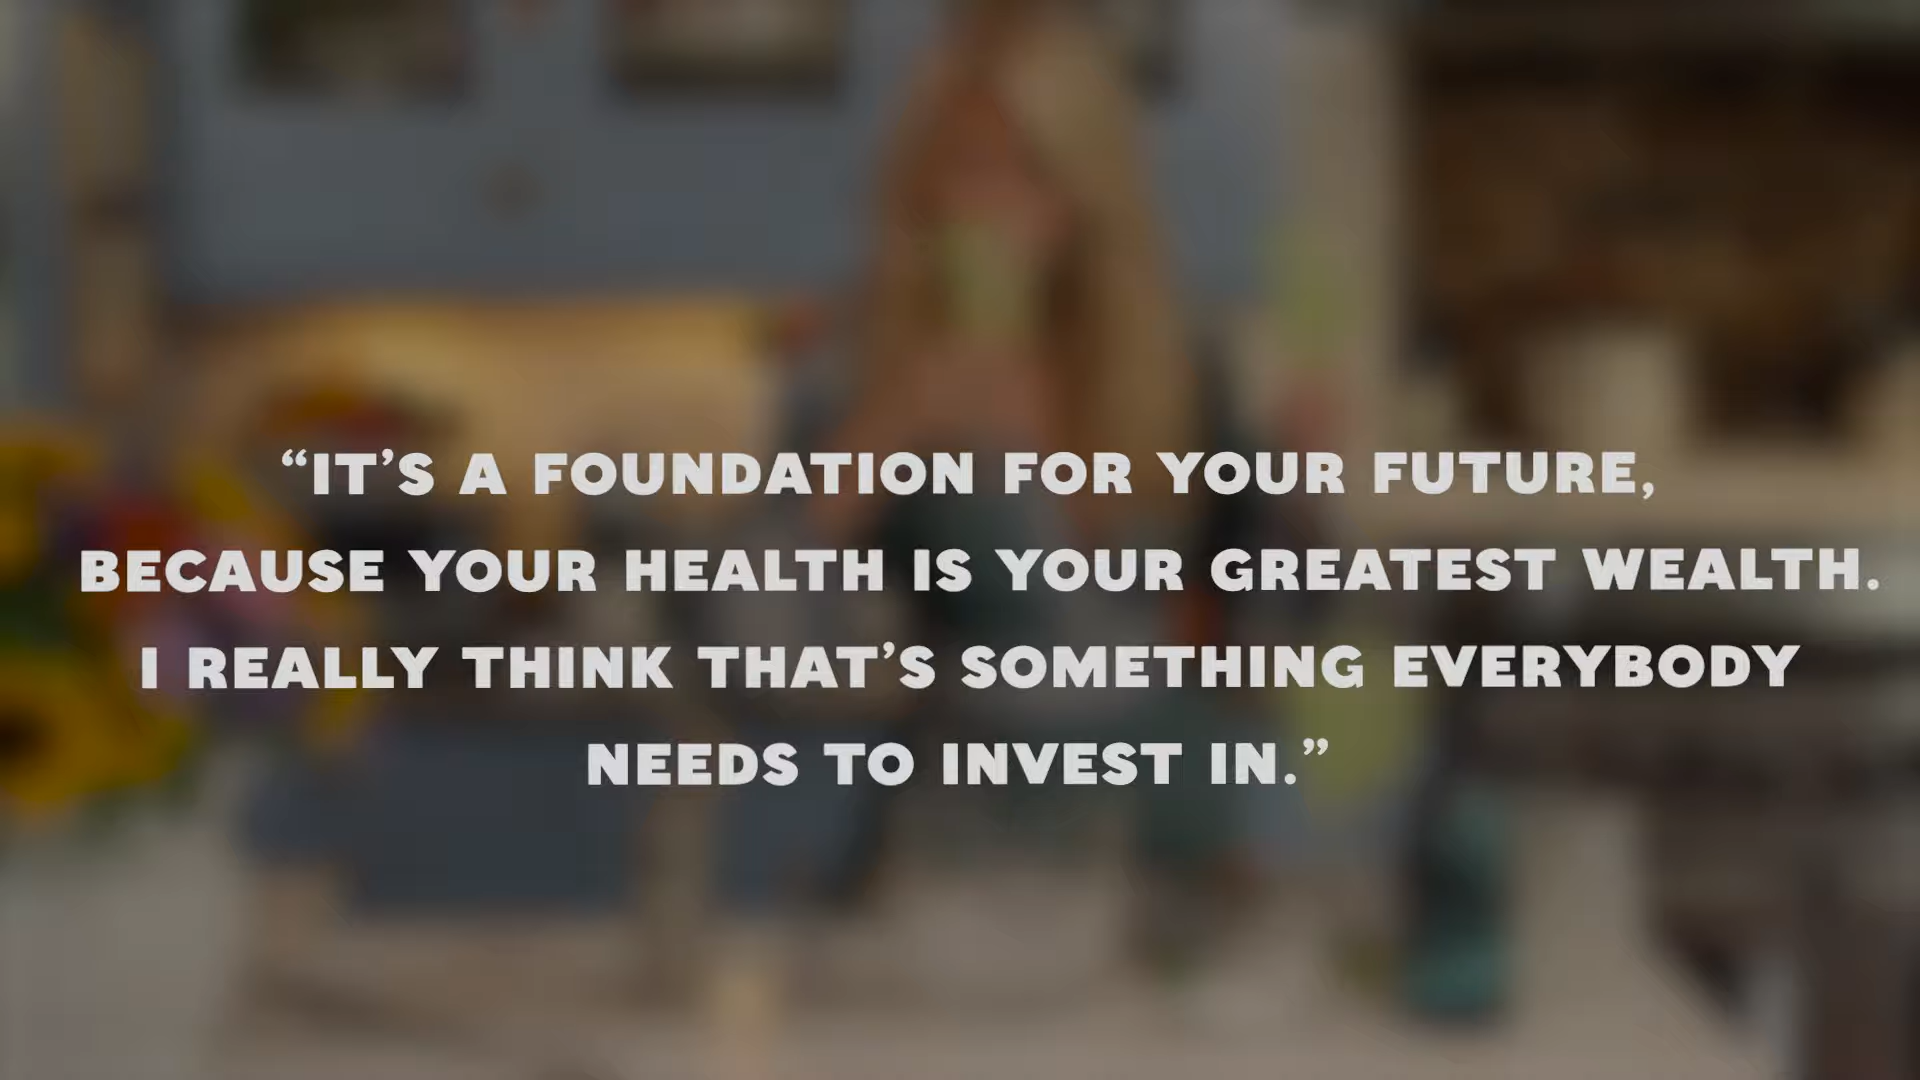 “IT’S A FOUNDATION FOR YOUR FUTURE,
BECAUSE YOUR HEALTH IS YOUR GREATEST WEALTH.
I REALLY THINK THAT’S SOMETHING EVERYBODY
NEEDS TO INVEST IN.”